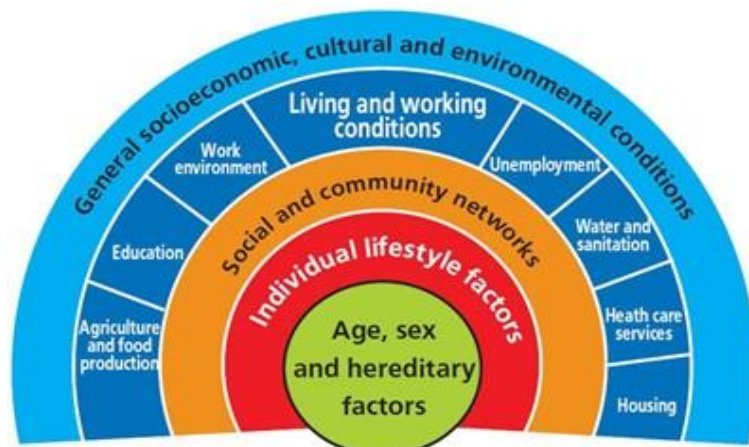 General socioeconomic, cultural and environmental conditions
Living and working
conditions
Work
environment
Unemployment
Education
Water and
sanitation
Agriculture
and food
production
Heath care
services
Housing
Social and community networks
Individual lifestyle factors
Age, sex
and hereditary
factors